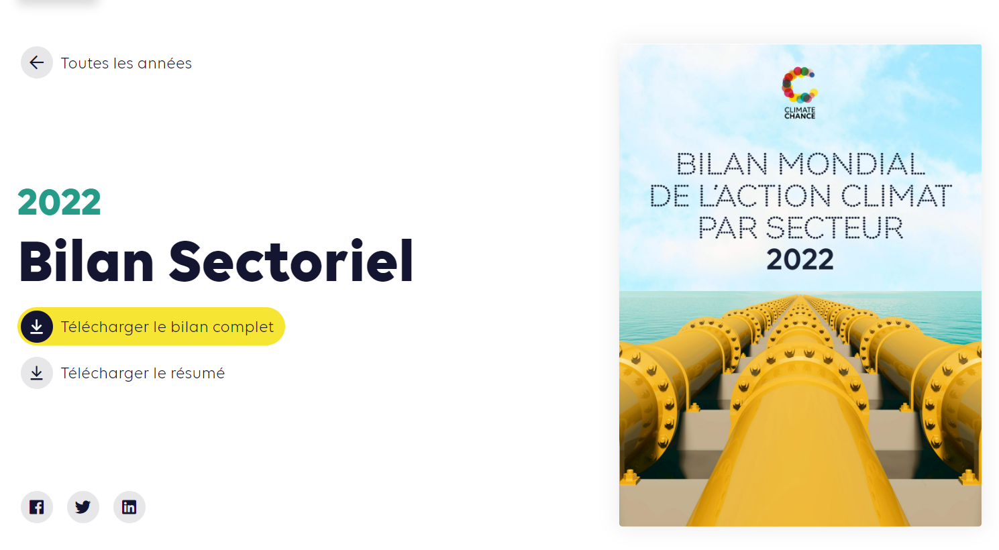 Toutes les années
2022
Bilan Sectoriel
Télécharger le bilan complet
Télécharger le résumé
CLIMATE
CHANCE
BILAN MONDIAL
DE L'ACTION CLIMAT
PAR SECTEUR
2022